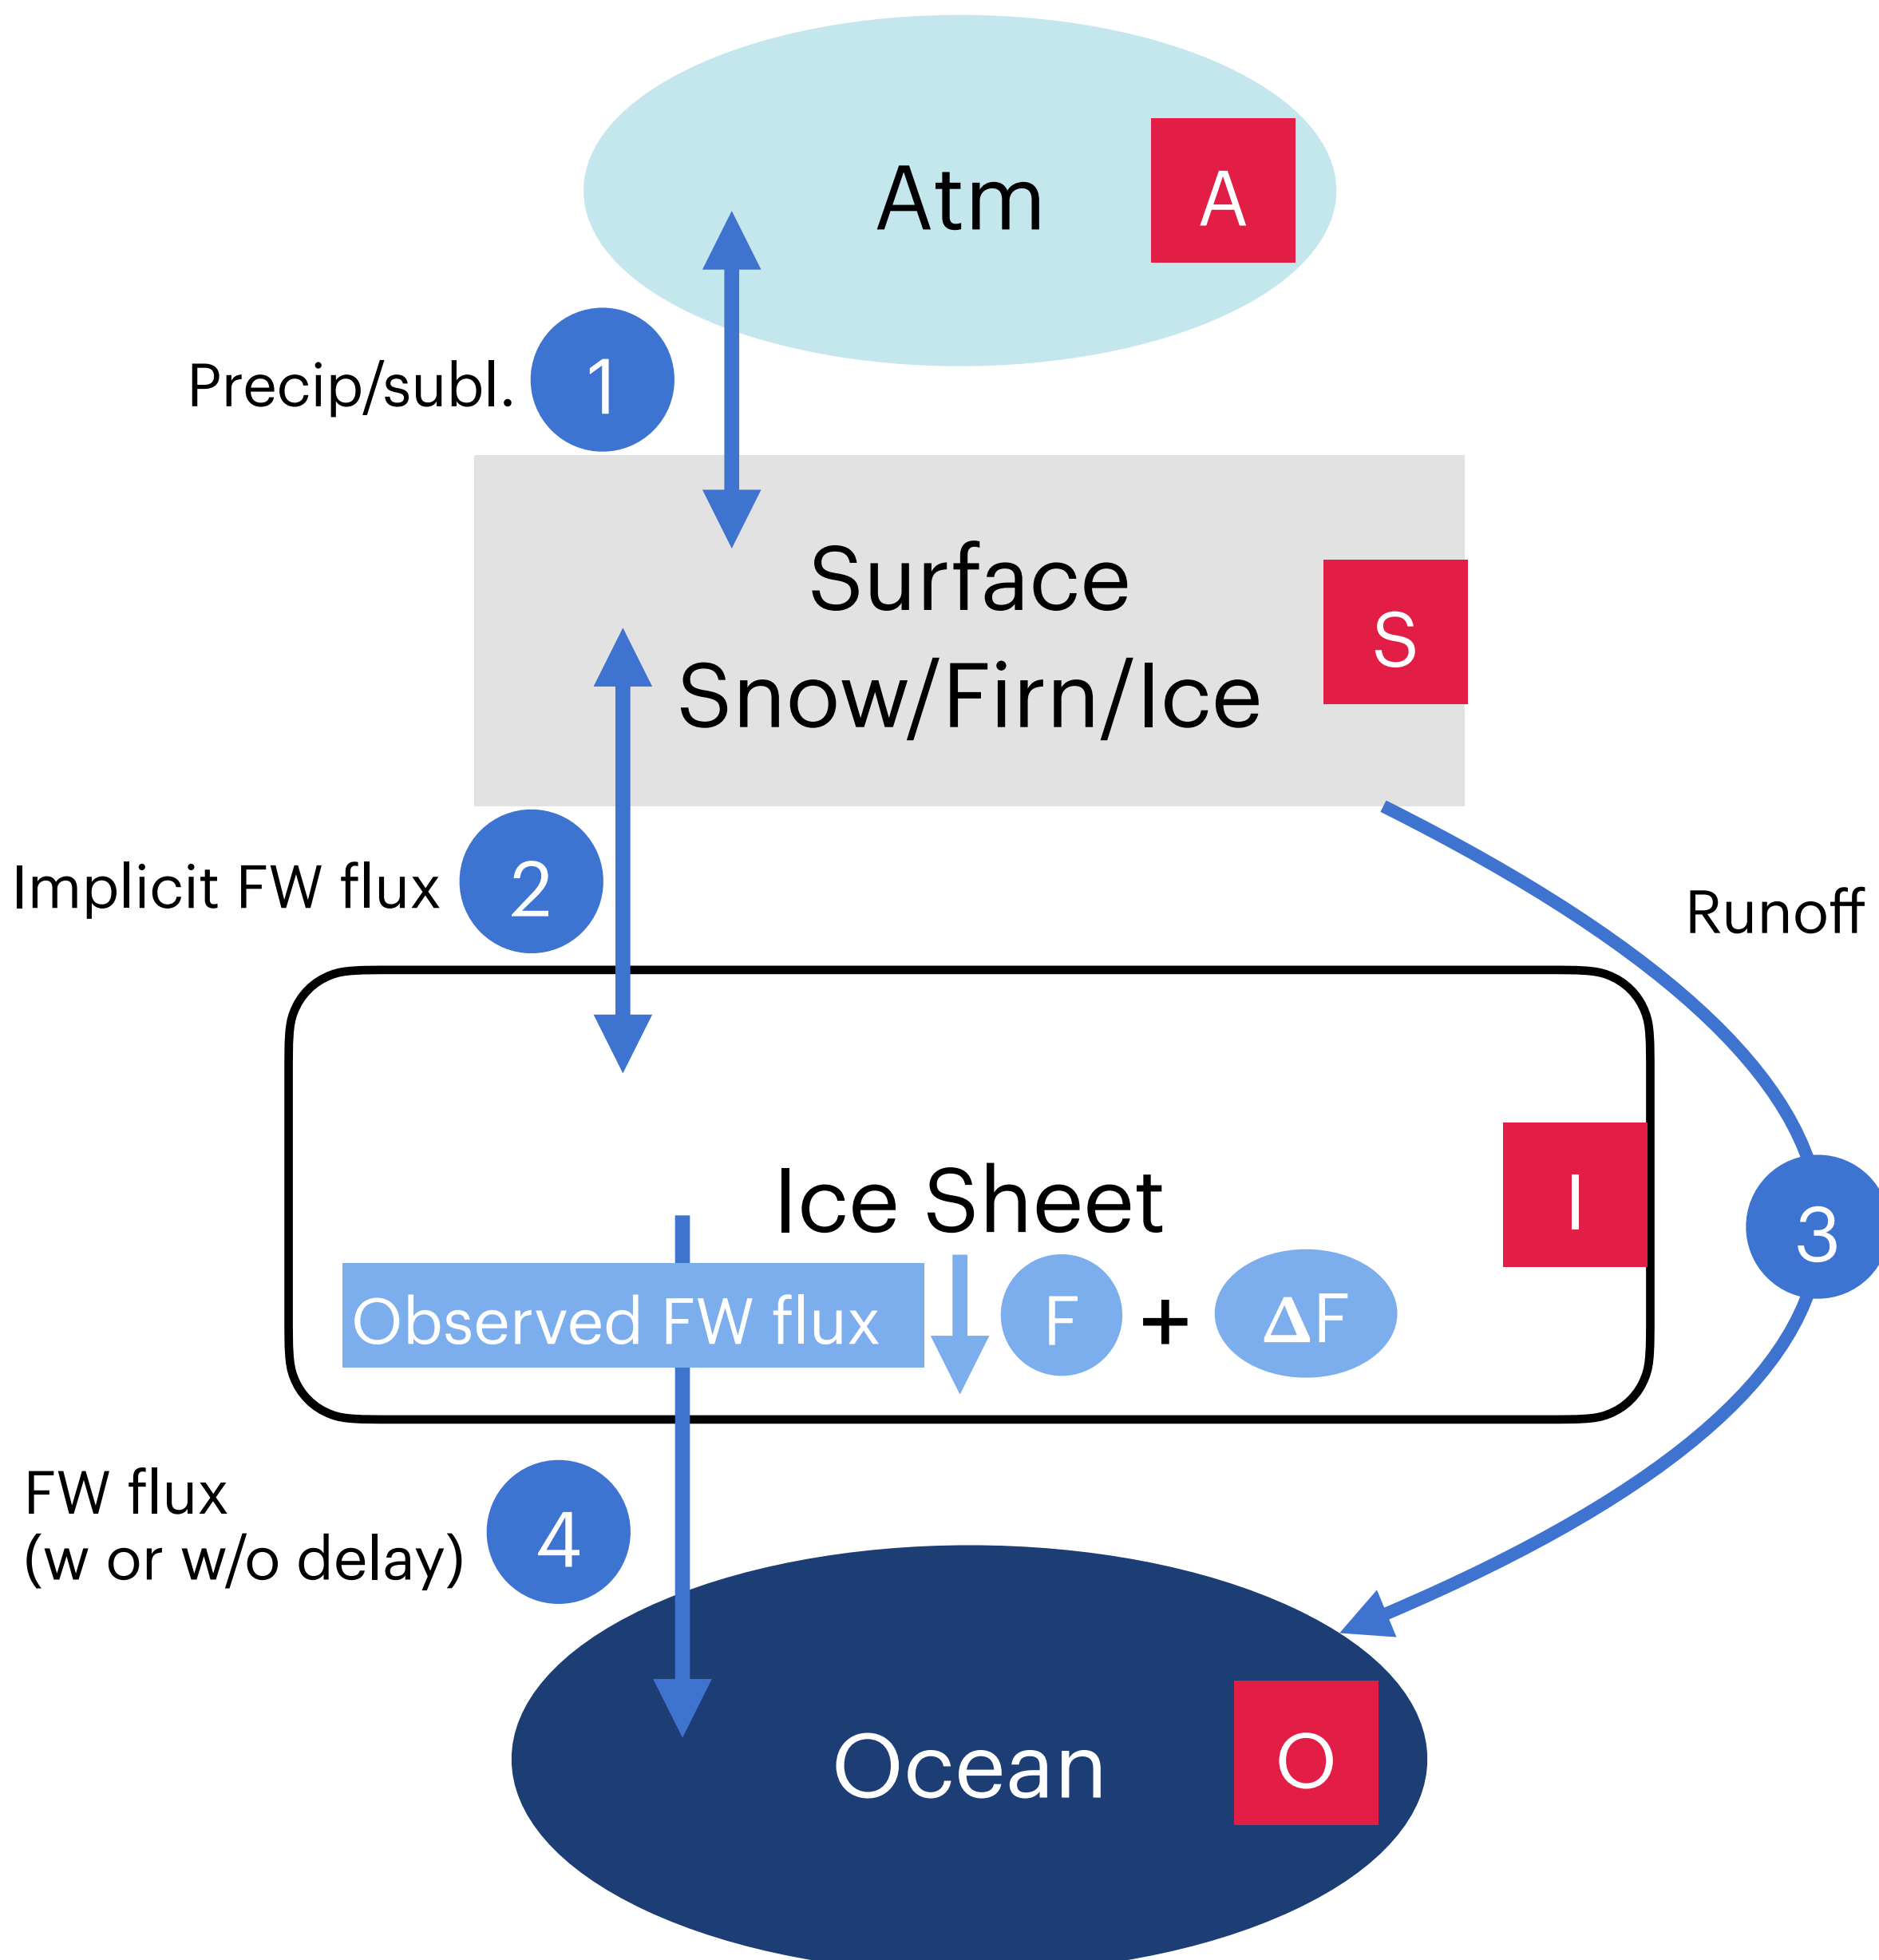 Atm
A
Precip/subl.
1
Surface
Snow/Firn/Ice
S
Implicit FW flux
2
Runoff
Ice Sheet
I
3
Observed FW flux
F
+
ΔF
FW flux
(w or w/o delay)
4
Ocean
O